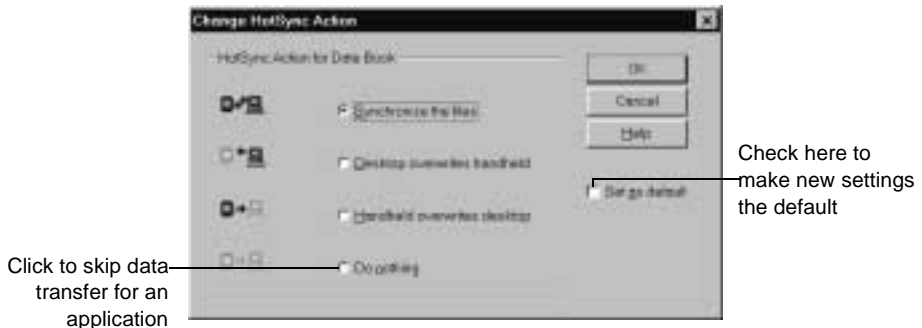 Change HotSync Action
HotSync Action for Date Book
OK
Synchronize the files
Cancel
Help
Desktop overwrites handheld
Set as default
Handheld overwrites desktop
Do nothing
Check here to
make new settings
the default
Click to skip data
transfer for an
application